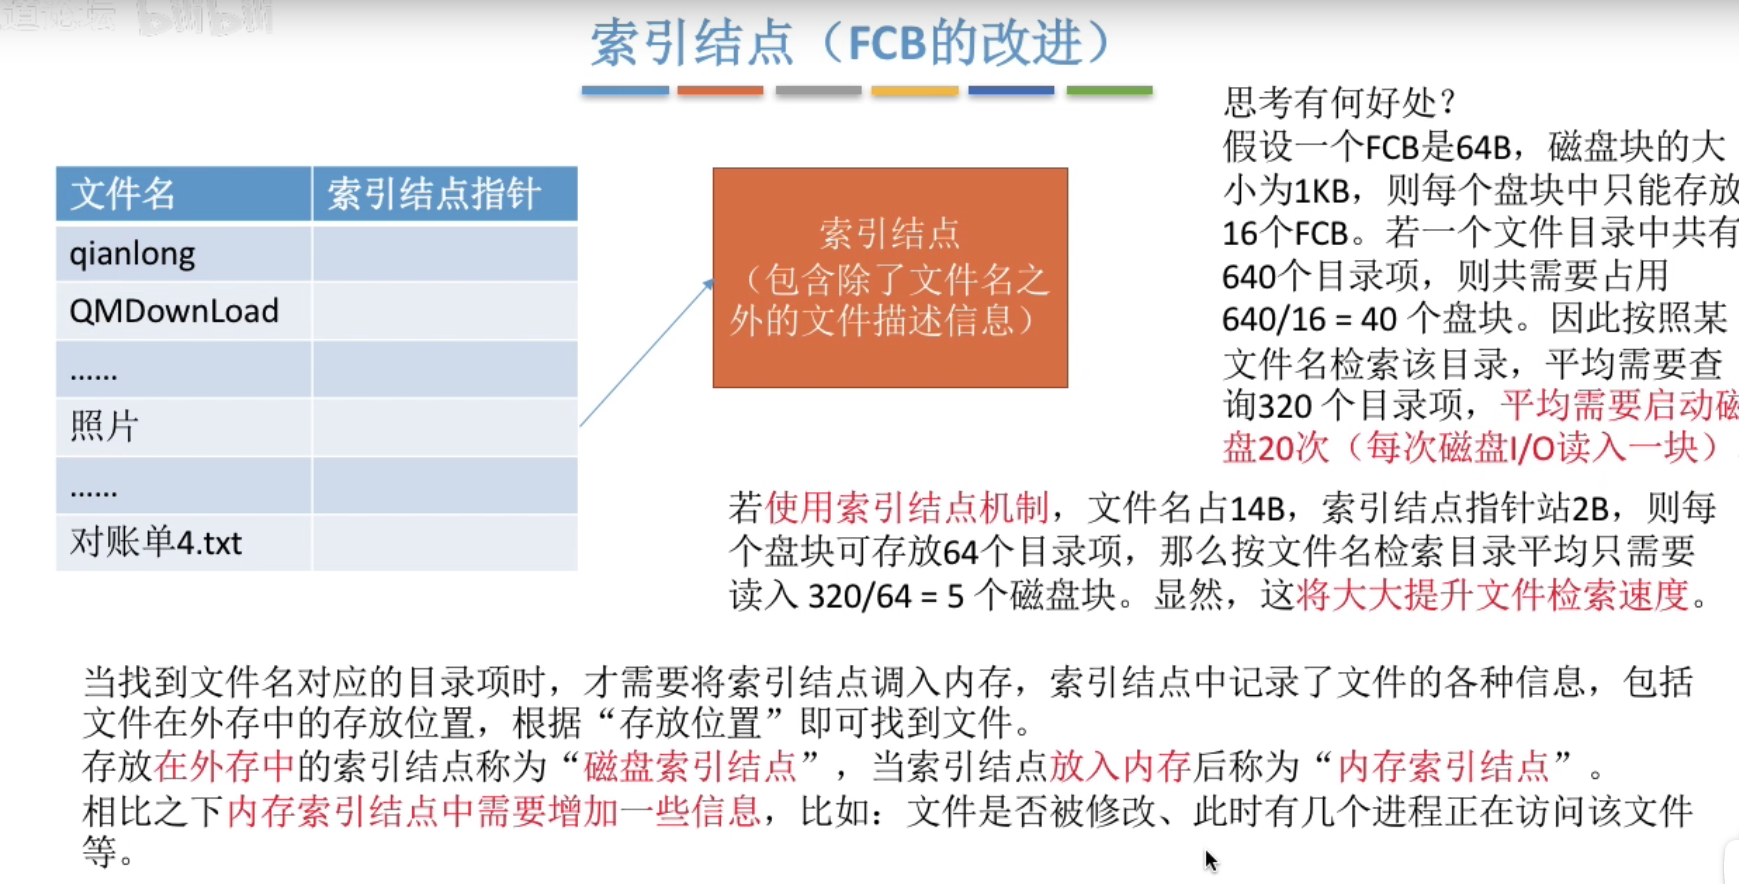 道论坛 bilibili
索引结点（FCB的改进）
文件名 索引结点指针
qianlong
QMDownLoad
......
照片
......
对账单4.txt
索引结点
（包含除了文件名之
外的文件描述信息）
思考有何好处？
假设一个FCB是64B，磁盘块的大
小为1KB，则每个盘块中只能存放
16个FCB。若一个文件目录中共有
640个目录项，则共需要占用
640/16 = 40 个盘块。因此按照某
文件名检索该目录，平均需要查
询320 个目录项，平均需要启动磁
盘20次（每次磁盘I/O读入一块）
若使用索引结点机制，文件名占14B，索引结点指针站2B，则每
个盘块可存放64个目录项，那么按文件名检索目录平均只需要
读入 320/64 = 5 个磁盘块。显然，这将大大提升文件检索速度。
当找到文件名对应的目录项时，才需要将索引结点调入内存，索引结点中记录了文件的各种信息，包括
文件在外存中的存放位置，根据“存放位置”即可找到文件。
存放在外存中的索引结点称为“磁盘索引结点”，当索引结点放入内存后称为“内存索引结点”。
相比之下内存索引结点中需要增加一些信息，比如：文件是否被修改、此时有几个进程正在访问该文件
等。